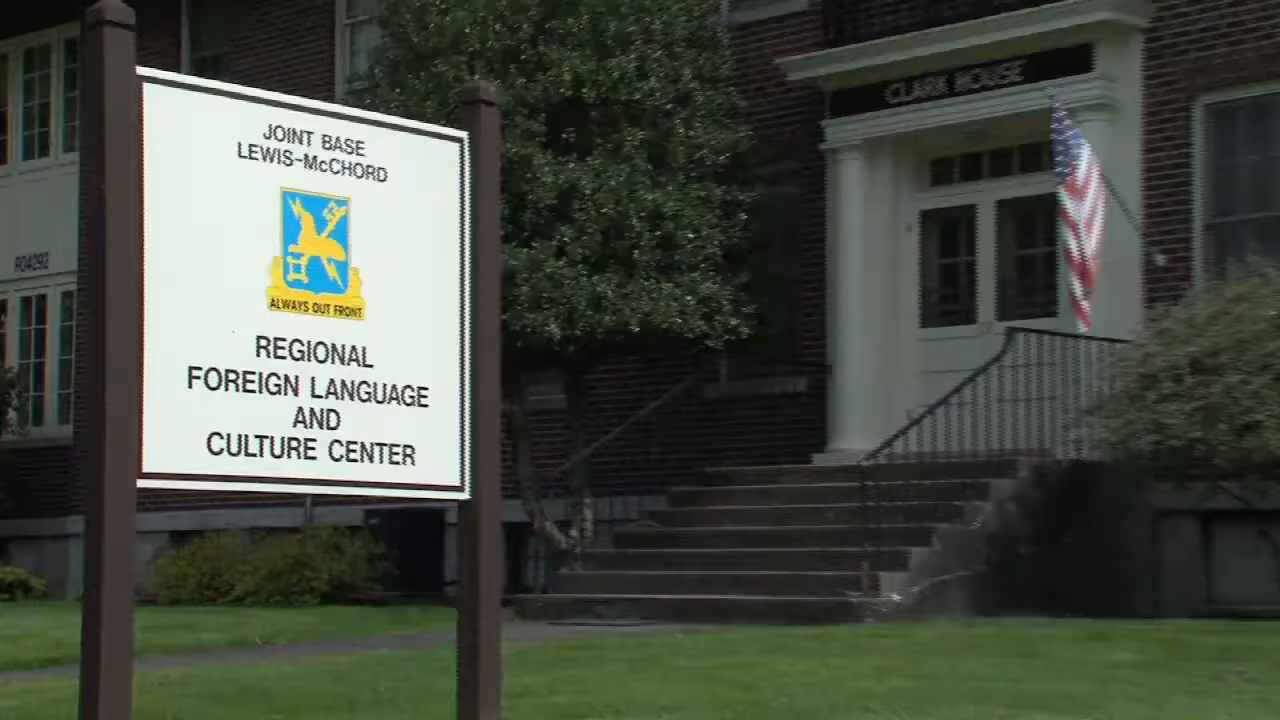 JOINT BASE
LEWIS-McCHORD
ALWAYS OUT FRONT
REGIONAL
FOREIGN LANGUAGE
AND
CULTURE CENTER
CLARK HOUSE